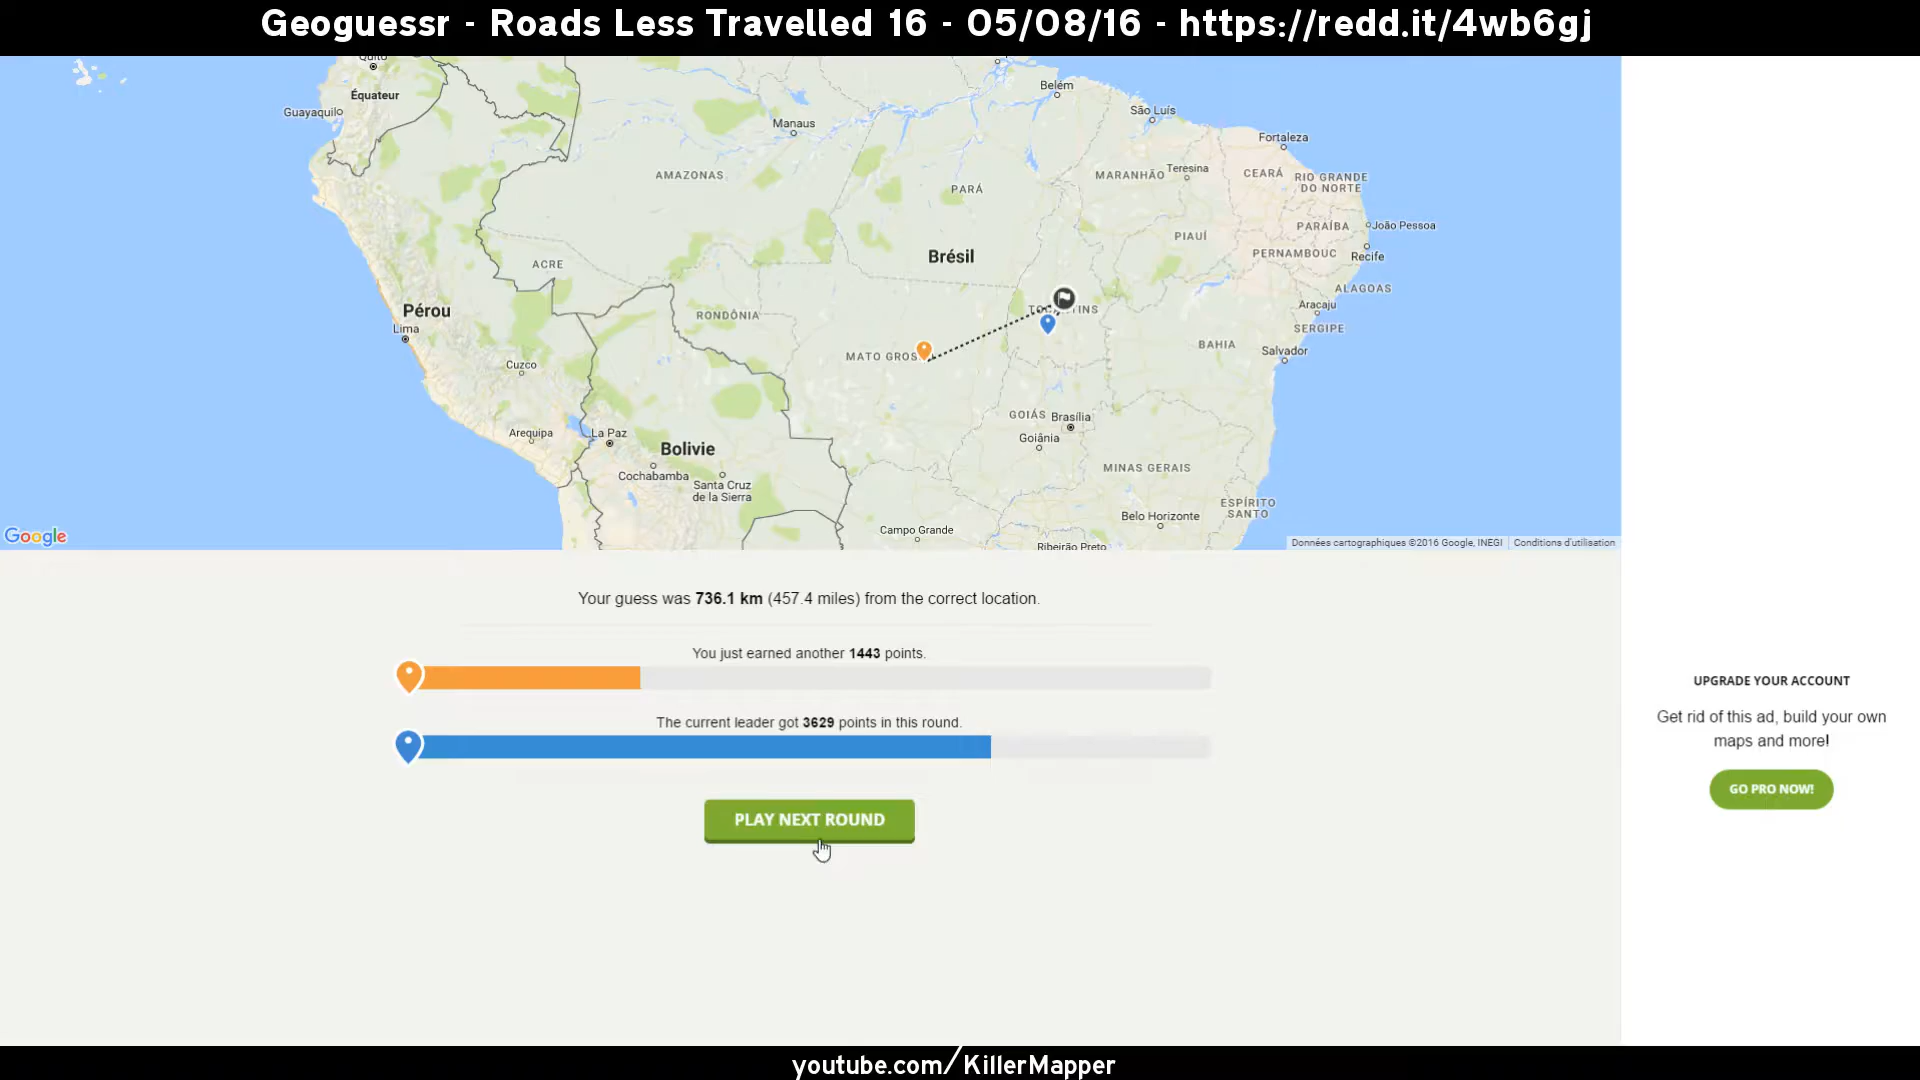 Geoguessr - Roads Less Travelled 16 - 05/08/16 - https://redd.it/4wb6gj
Quito
Équateur
Guayaquil
Belém
São Luís
Manaus
Fortaleza
AMAZONAS
PARÁ
MARANHÃO
Teresina
CEARÁ
RIO GRANDE
DO NORTE
PARAÍBA
João Pessoa
PIAUÍ
Brésil
PERNAMBOUC
Recife
ACRE
ALAGOAS
Pérou
Lima
RONDÔNIA
Aracaju
SERGIPE
BAHIA
Salvador
Cuzco
GOIÁS
Brasília
Goiânia
Arequipa
La Paz
Bolivie
Cochabamba
Santa Cruz
de la Sierra
MINAS GERAIS
ESPÍRITO
SANTO
Belo Horizonte
Campo Grande
Ribeirão Preto
Google
Données cartographiques ©2016 Google, INEGI
Conditions d'utilisation
Your guess was 736.1 km (457.4 miles) from the correct location.
You just earned another 1443 points.
The current leader got 3629 points in this round.
PLAY NEXT ROUND
UPGRADE YOUR ACCOUNT
Get rid of this ad, build your own
maps and more!
GO PRO NOW!
youtube.com/KillerMapper